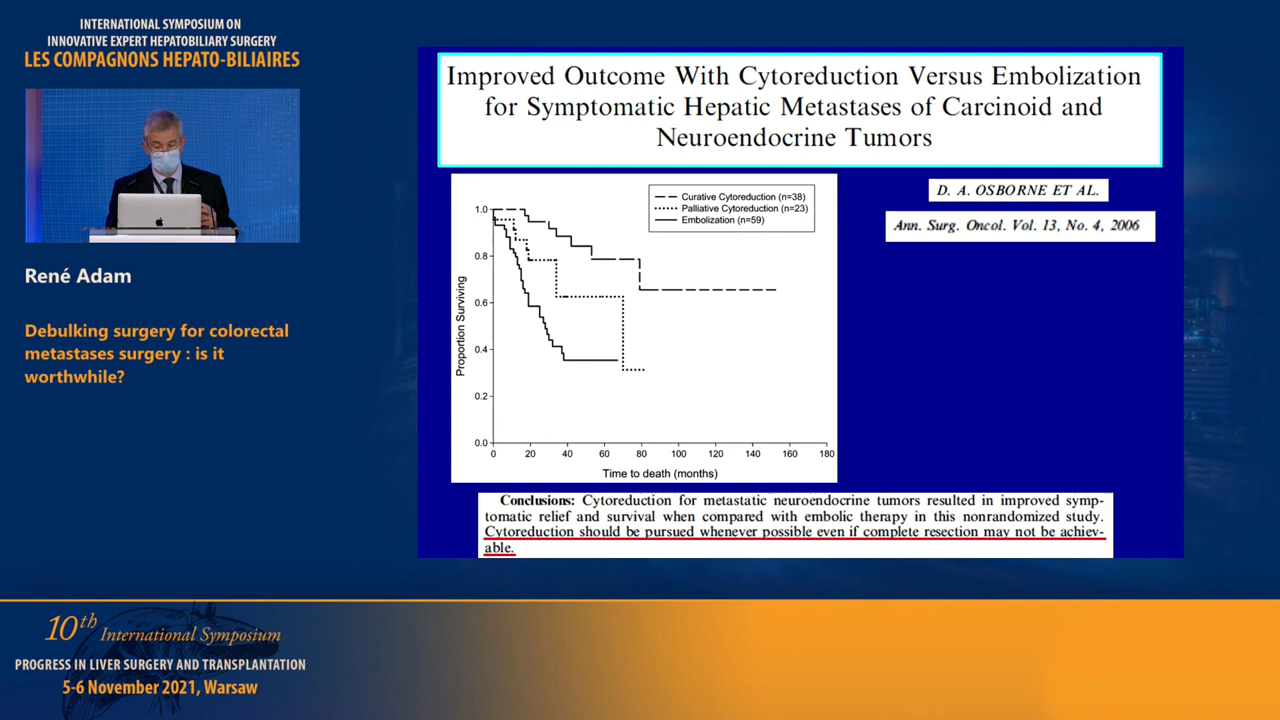 INTERNATIONAL SYMPOSIUM ON
INNOVATIVE EXPERT HEPATOBILIARY SURGERY
LES COMPAGNONS HEPATO-BILIAIRES
René Adam
Debulking surgery for colorectal
metastases surgery : is it
worthwhile?
Improved Outcome With Cytoreduction Versus Embolization
for Symptomatic Hepatic Metastases of Carcinoid and
Neuroendocrine Tumors
D. A. OSBORNE ET AL.
Ann. Surg. Oncol. Vol. 13, No. 4, 2006
Curative Cytoreduction (n=38)
Palliative Cytoreduction (n=23)
Embolization (n=59)
Proportion Surviving
1.0
0.8
0.6
0.4
0.2
0.0
0 20 40 60 80 100 120 140 160 180
Time to death (months)
Conclusions: Cytoreduction for metastatic neuroendocrine tumors resulted in improved symp-
tomatic relief and survival when compared with embolic therapy in this nonrandomized study.
Cytoreduction should be pursued whenever possible even if complete resection may not be achiev-
able.
10th International Symposium
PROGRESS IN LIVER SURGERY AND TRANSPLANTATION
5-6 November 2021, Warsaw